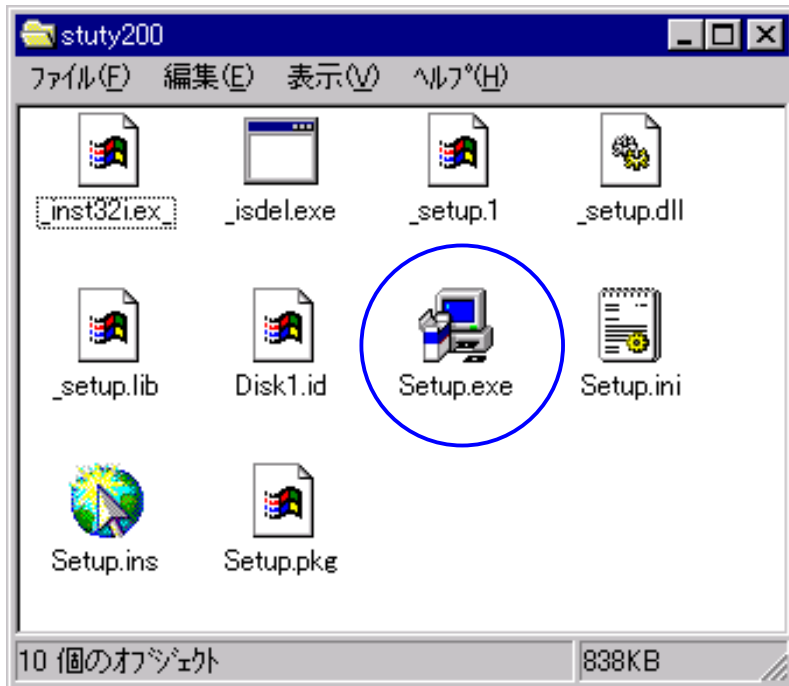 stuty200
ﾌｧｲﾙ(F) 編集(E) 表示(V) ﾍﾙﾌﾟ(H)
_inst32i.ex_ _isdel.exe _setup.1 _setup.dll
_setup.lib Disk1.id Setup.exe Setup.ini
Setup.ins Setup.pkg
10 個のｵﾌﾞｼﾞｪｸﾄ 838KB